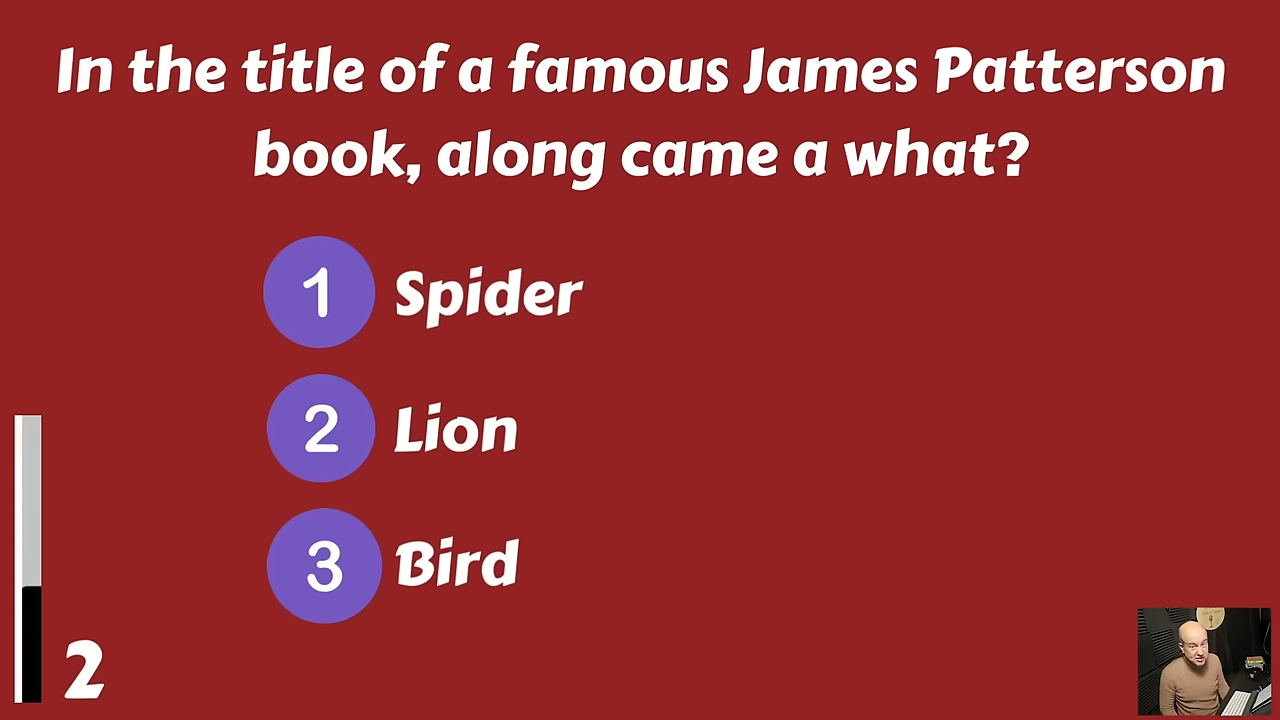 In the title of a famous James Patterson
book, along came a what?
1 Spider
2 Lion
3 Bird
2